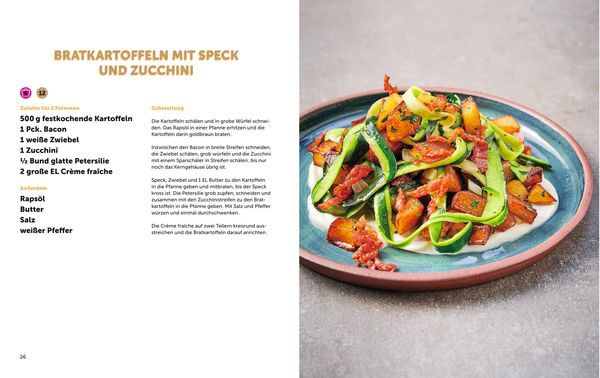 BRATKARTOFFELN MIT SPECK
UND ZUCCHINI
12
Zutaten für 2 Personen
500 g festkochende Kartoffeln
1 Pck. Bacon
1 weiße Zwiebel
1 Zucchini
½ Bund glatte Petersilie
2 große EL Crème fraîche
Außerdem
Rapsöl
Butter
Salz
weißer Pfeffer
Zubereitung
Die Kartoffeln schälen und in grobe Würfel schnei-
den. Das Rapsöl in einer Pfanne erhitzen und die
Kartoffeln darin goldbraun braten.
Inzwischen den Bacon in breite Streifen schneiden,
die Zwiebel schälen, grob würfeln und die Zucchini
mit einem Sparschäler in Streifen schälen, bis nur
noch das Kerngehäuse übrig ist.
Speck, Zwiebel und 1 EL Butter zu den Kartoffeln
in die Pfanne geben und mitbraten, bis der Speck
kross ist. Die Petersilie grob zupfen, schneiden und
zusammen mit den Zucchinistreifen zu den Brat-
kartoffeln in die Pfanne geben. Mit Salz und Pfeffer
würzen und einmal durchschwenken.
Die Crème fraîche auf zwei Tellern kreisrund aus-
streichen und die Bratkartoffeln darauf anrichten.
26